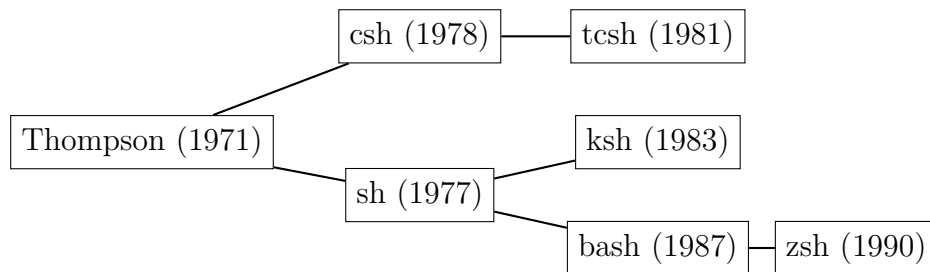 csh (1978)
tcsh (1981)
Thompson (1971)
ksh (1983)
sh (1977)
bash (1987)
zsh (1990)